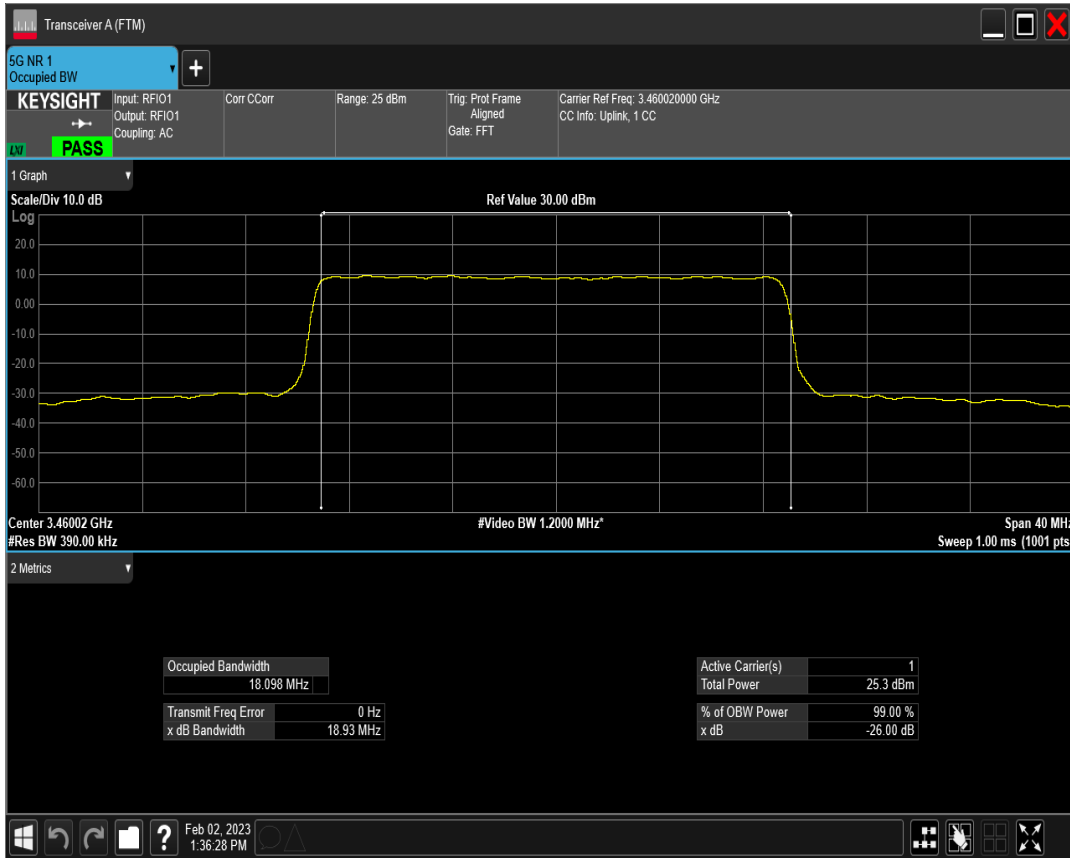 Transceiver A (FTM)
5G NR 1
Occupied BW
+
KEYSIGHT
LXI
PASS
Input: RFIO1
Output: RFIO1
Coupling: AC
Corr CCorr
Range: 25 dBm
Trig: Prot Frame
Aligned
Gate: FFT
Carrier Ref Freq: 3.460020000 GHz
CC Info: Uplink, 1 CC
1 Graph
Scale/Div 10.0 dB
Ref Value 30.00 dBm
Log
20.0
10.0
0.00
-10.0
-20.0
-30.0
-40.0
-50.0
-60.0
Center 3.46002 GHz
#Video BW 1.2000 MHz*
Span 40 MHz
#Res BW 390.00 kHz
Sweep 1.00 ms (1001 pts
2 Metrics
Occupied Bandwidth
18.098 MHz
Transmit Freq Error 0 Hz
x dB Bandwidth 18.93 MHz
Active Carrier(s) 1
Total Power 25.3 dBm
% of OBW Power 99.00 %
x dB -26.00 dB
?
Feb 02, 2023
1:36:28 PM